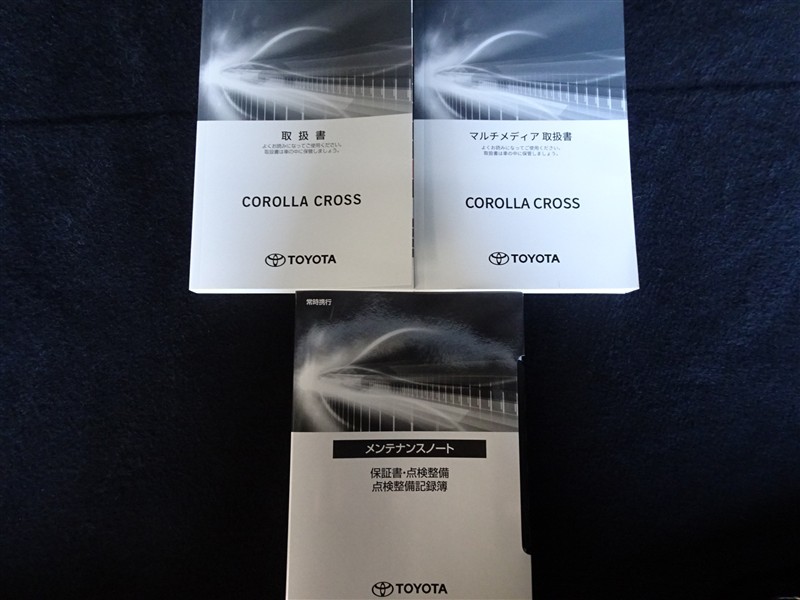 取扱書
よくお読みになってご使用ください。
取扱書は車の中に保管しましょう。
COROLLA CROSS
TOYOTA
マルチメディア取扱書
よくお読みになってご使用ください。
取扱書は車の中に保管しましょう。
COROLLA CROSS
TOYOTA
常時携行
メンテナンスノート
保証書・点検整備
点検整備記録簿
TOYOTA